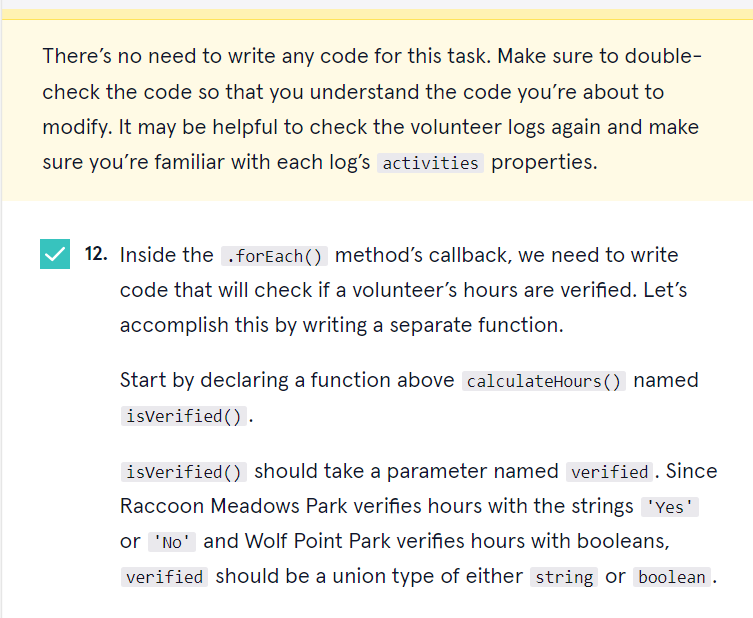 There’s no need to write any code for this task. Make sure to double-
check the code so that you understand the code you’re about to
modify. It may be helpful to check the volunteer logs again and make
sure you’re familiar with each log’s activities properties.
12. Inside the .forEach() method’s callback, we need to write
code that will check if a volunteer’s hours are verified. Let’s
accomplish this by writing a separate function.
Start by declaring a function above calculateHours() named
isVerified().
isVerified() should take a parameter named verified. Since
Raccoon Meadows Park verifies hours with the strings 'Yes'
or 'No' and Wolf Point Park verifies hours with booleans,
verified should be a union type of either string or boolean.